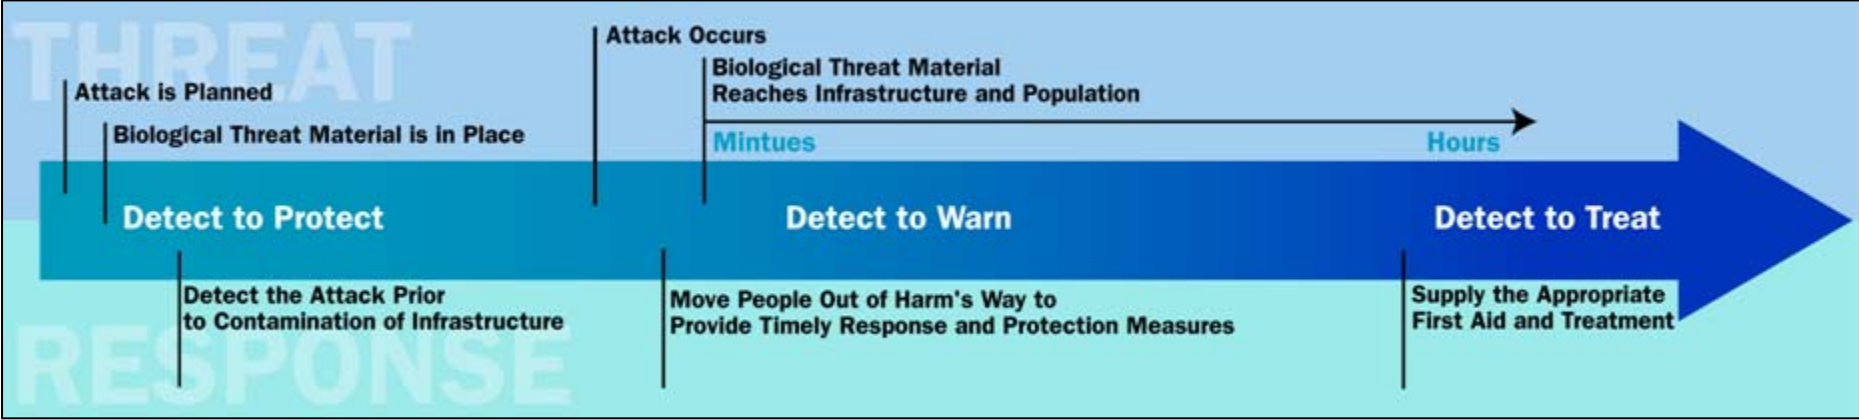 THREAT
Attack Occurs
Biological Threat Material
Reaches Infrastructure and Population
Attack is Planned
Biological Threat Material is in Place
Mintues
Hours
Detect to Protect
Detect to Warn
Detect to Treat
Detect the Attack Prior
to Contamination of Infrastructure
Move People Out of Harm's Way to
Provide Timely Response and Protection Measures
Supply the Appropriate
First Aid and Treatment
RESPONSE